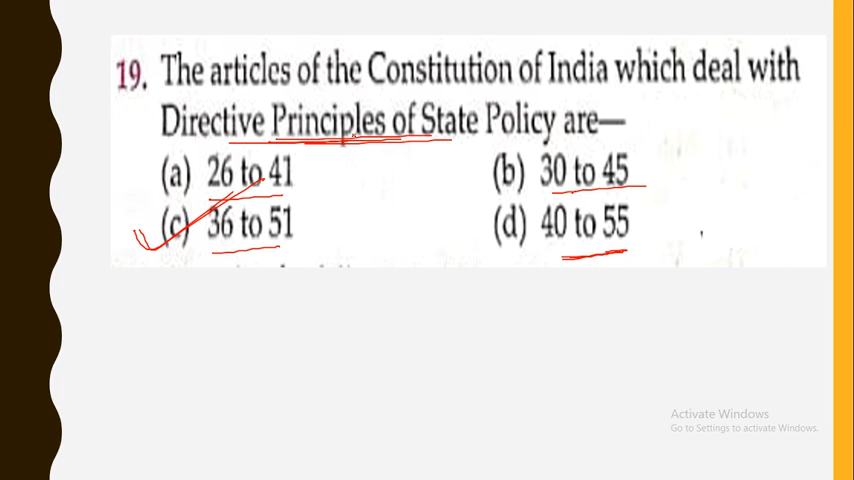 19. The articles of the Constitution of India which deal with
Directive Principles of State Policy are—
(a) 26 to 41 (b) 30 to 45
(c) 36 to 51 (d) 40 to 55
Activate Windows
Go to Settings to activate Windows.